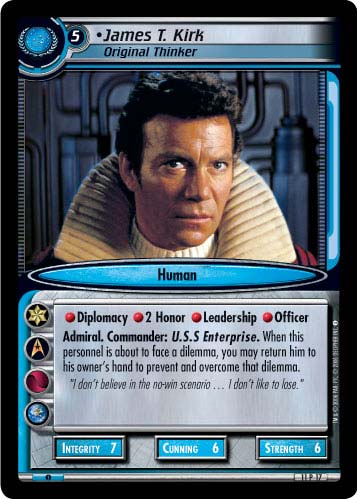 5
•James T. Kirk
Original Thinker
Human
Diplomacy 2 Honor Leadership Officer
Admiral. Commander: U.S.S Enterprise. When this
personnel is about to face a dilemma, you may return him to
his owner's hand to prevent and overcome that dilemma.
"I don't believe in the no-win scenario . . . I don't like to lose."
INTEGRITY 7 CUNNING 6 STRENGTH 6
11 P 17